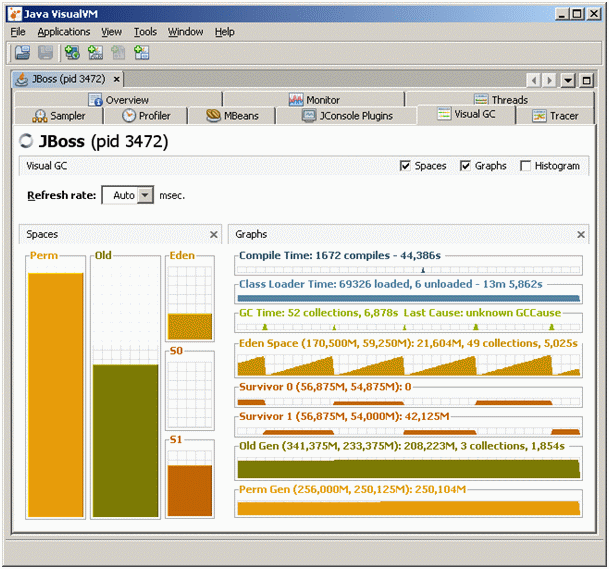 Java VisualVM
File Applications View Tools Window Help
JBoss (pid 3472)
Overview Monitor Threads
Sampler Profiler MBeans JConsole Plugins Visual GC Tracer
JBoss (pid 3472)
Visual GC Spaces Graphs Histogram
Refresh rate: Auto msec.
Spaces Graphs
Perm Old Eden
S0
S1
Compile Time: 1672 compiles - 44,386s
Class Loader Time: 69326 loaded, 6 unloaded - 13m 5,862s
GC Time: 52 collections, 6,878s Last Cause: unknown GCCause
Eden Space (170,500M, 59,250M): 21,604M, 49 collections, 5,025s
Survivor 0 (56,875M, 54,875M): 0
Survivor 1 (56,875M, 54,000M): 42,125M
Old Gen (341,375M, 233,375M): 208,223M, 3 collections, 1,854s
Perm Gen (256,000M, 250,125M): 250,104M